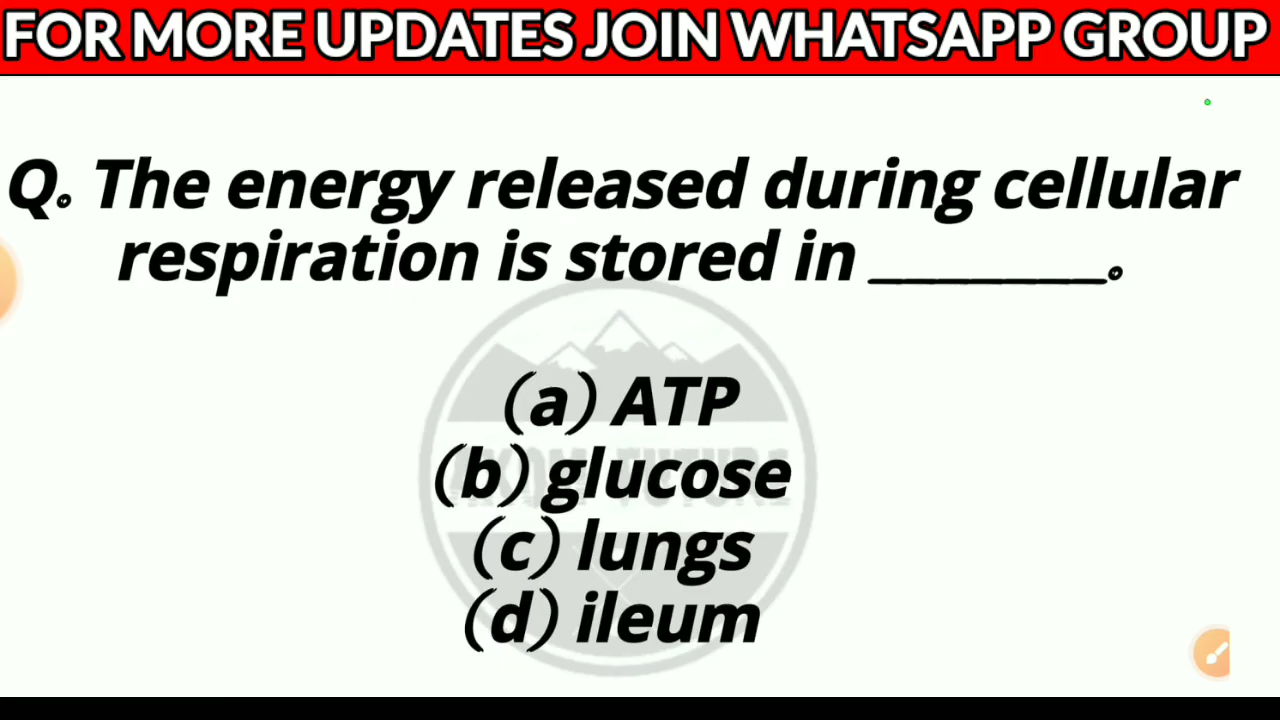 FOR MORE UPDATES JOIN WHATSAPP GROUP
Q. The energy released during cellular
respiration is stored in ________.
(a) ATP
(b) glucose
(c) lungs
(d) ileum